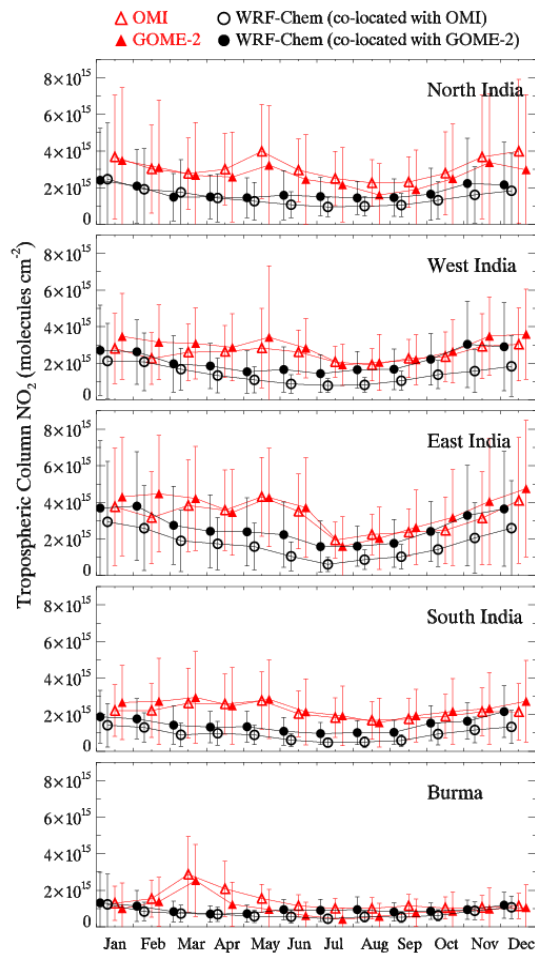 △ OMI ○ WRF-Chem (co-located with OMI)
▲ GOME-2 ● WRF-Chem (co-located with GOME-2)
Tropospheric Column NO₂ (molecules cm⁻²)
North India
8×10¹⁵
6×10¹⁵
4×10¹⁵
2×10¹⁵
0
West India
8×10¹⁵
6×10¹⁵
4×10¹⁵
2×10¹⁵
0
East India
8×10¹⁵
6×10¹⁵
4×10¹⁵
2×10¹⁵
0
South India
8×10¹⁵
6×10¹⁵
4×10¹⁵
2×10¹⁵
0
Burma
8×10¹⁵
6×10¹⁵
4×10¹⁵
2×10¹⁵
0
Jan Feb Mar Apr May Jun Jul Aug Sep Oct Nov Dec